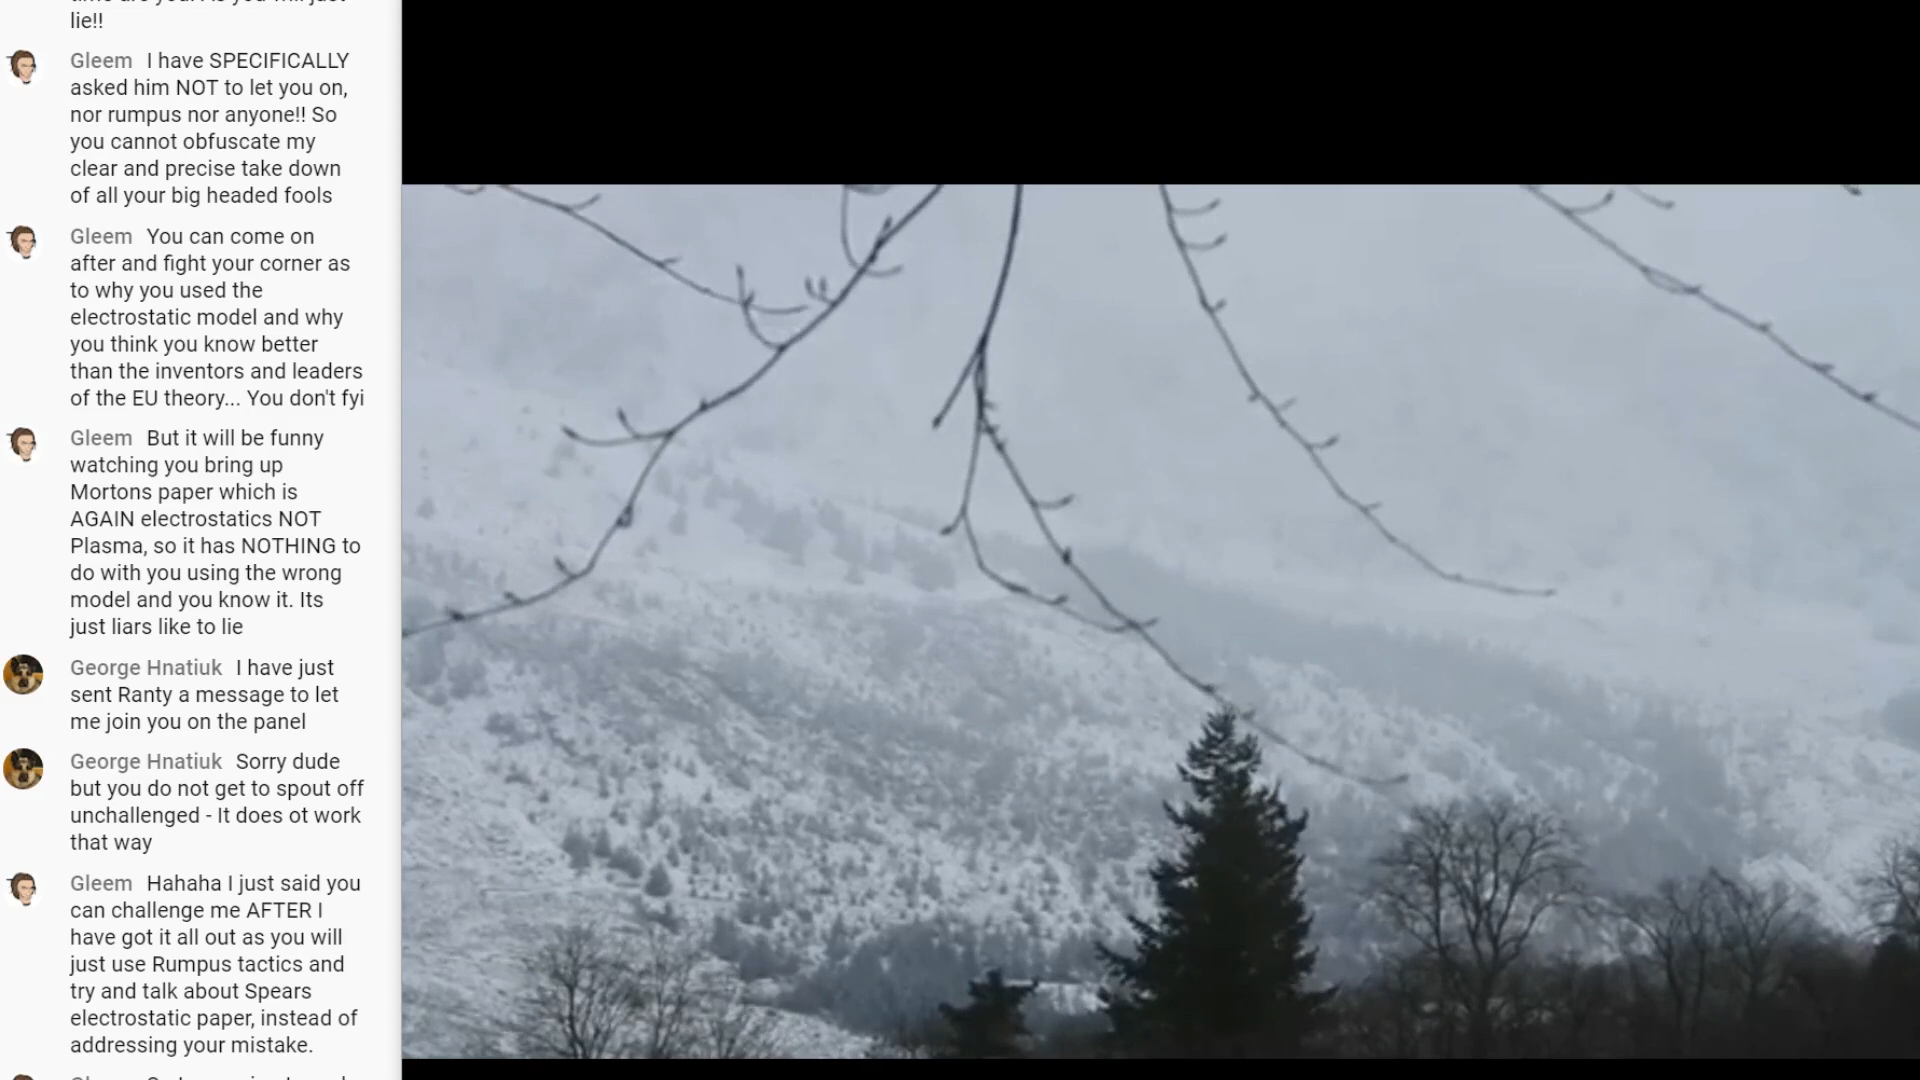 lie!!
Gleem I have SPECIFICALLY
asked him NOT to let you on,
nor rumpus nor anyone!! So
you cannot obfuscate my
clear and precise take down
of all your big headed fools
Gleem You can come on
after and fight your corner as
to why you used the
electrostatic model and why
you think you know better
than the inventors and leaders
of the EU theory... You don't fyi
Gleem But it will be funny
watching you bring up
Mortons paper which is
AGAIN electrostatics NOT
Plasma, so it has NOTHING to
do with you using the wrong
model and you know it. Its
just liars like to lie
George Hnatiuk I have just
sent Ranty a message to let
me join you on the panel
George Hnatiuk Sorry dude
but you do not get to spout off
unchallenged - It does ot work
that way
Gleem Hahaha I just said you
can challenge me AFTER I
have got it all out as you will
just use Rumpus tactics and
try and talk about Spears
electrostatic paper, instead of
addressing your mistake.